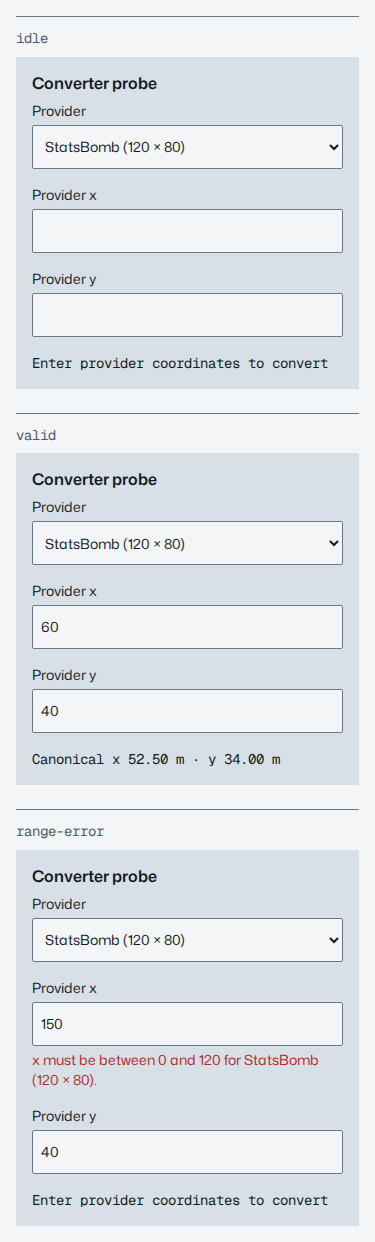 idle
Converter probe
Provider
StatsBomb (120 × 80)
Provider x
Provider y
Enter provider coordinates to convert
valid
Converter probe
Provider
StatsBomb (120 × 80)
Provider x
60
Provider y
40
Canonical x 52.50 m · y 34.00 m
range-error
Converter probe
Provider
StatsBomb (120 × 80)
Provider x
150
x must be between 0 and 120 for StatsBomb
(120 × 80).
Provider y
40
Enter provider coordinates to convert